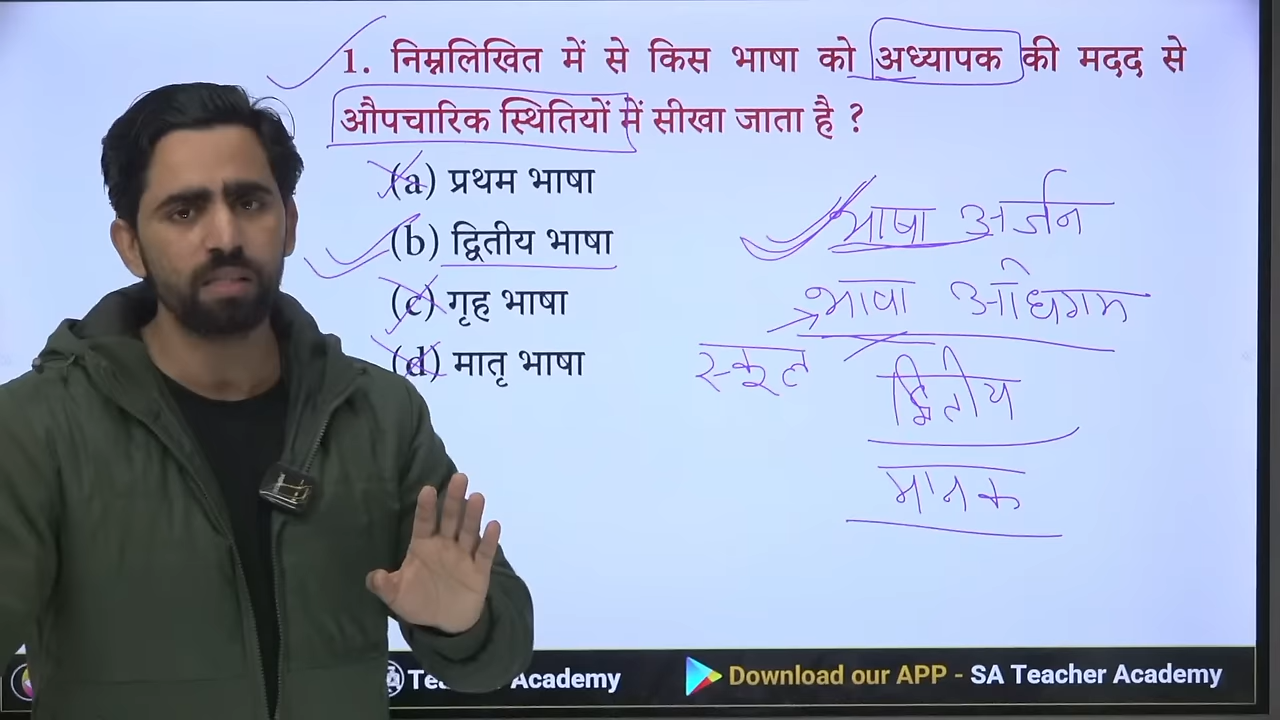 1. निम्नलिखित में से किस भाषा को अध्यापक की मदद से
औपचारिक स्थितियों में सीखा जाता है ?
(a) प्रथम भाषा
(b) द्वितीय भाषा
(c) गृह भाषा
(d) मातृ भाषा
भाषा अर्जन
भाषा अधिगम
स्कूल
द्वितीय
मानक
Academy
Download our APP - SA Teacher Academy